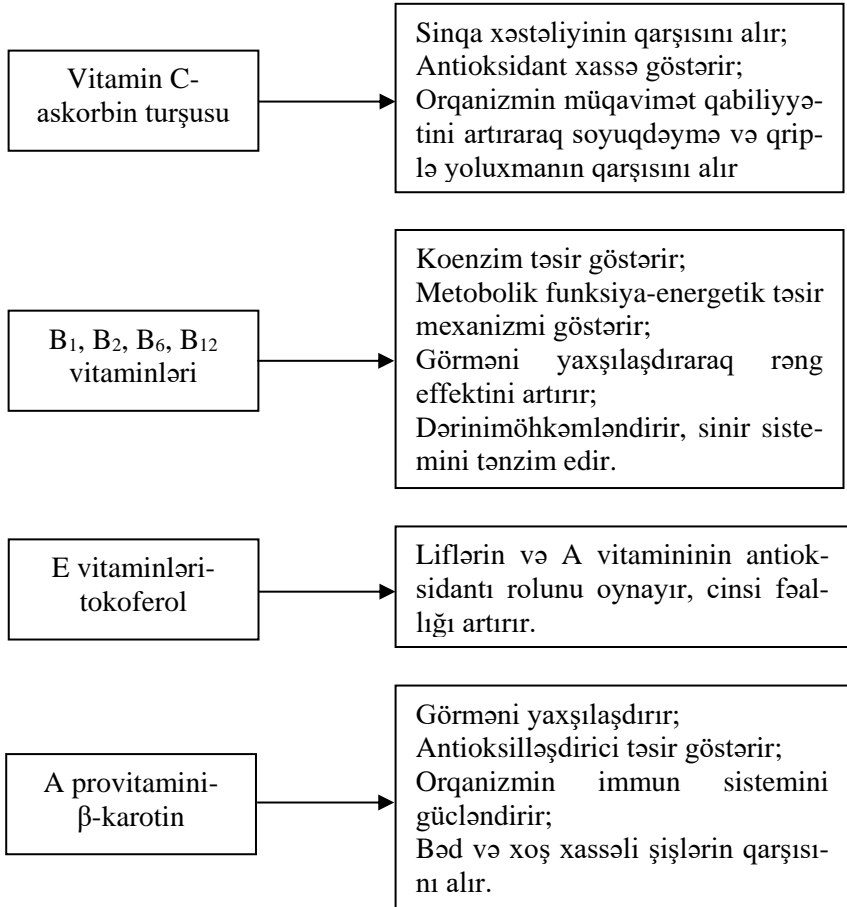 Vitamin C-
askorbin turşusu
Sinqa xəstəliyinin qarşısını alır;
Antioksidant xassə göstərir;
Orqanizmin müqavimət qabiliyyə-
tini artıraraq soyuqdəymə və qrip-
lə yoluxmanın qarşısını alır
B₁, B₂, B₆, B₁₂
vitaminləri
Koenzim təsir göstərir;
Metobolik funksiya-energetik təsir
mexanizmi göstərir;
Görməni yaxşılaşdıraraq rəng
effektini artırır;
Dərinimöhkəmləndirir, sinir siste-
mini tənzim edir.
E vitaminləri-
tokoferol
Liflərin və A vitamininin antiok-
sidantı rolunu oynayır, cinsi fəal-
lığı artırır.
A provitamini-
β-karotin
Görməni yaxşılaşdırır;
Antioksilləşdirici təsir göstərir;
Orqanizmin immun sistemini
gücləndirir;
Bəd və xoş xassəli şişlərin qarşısı-
nı alır.